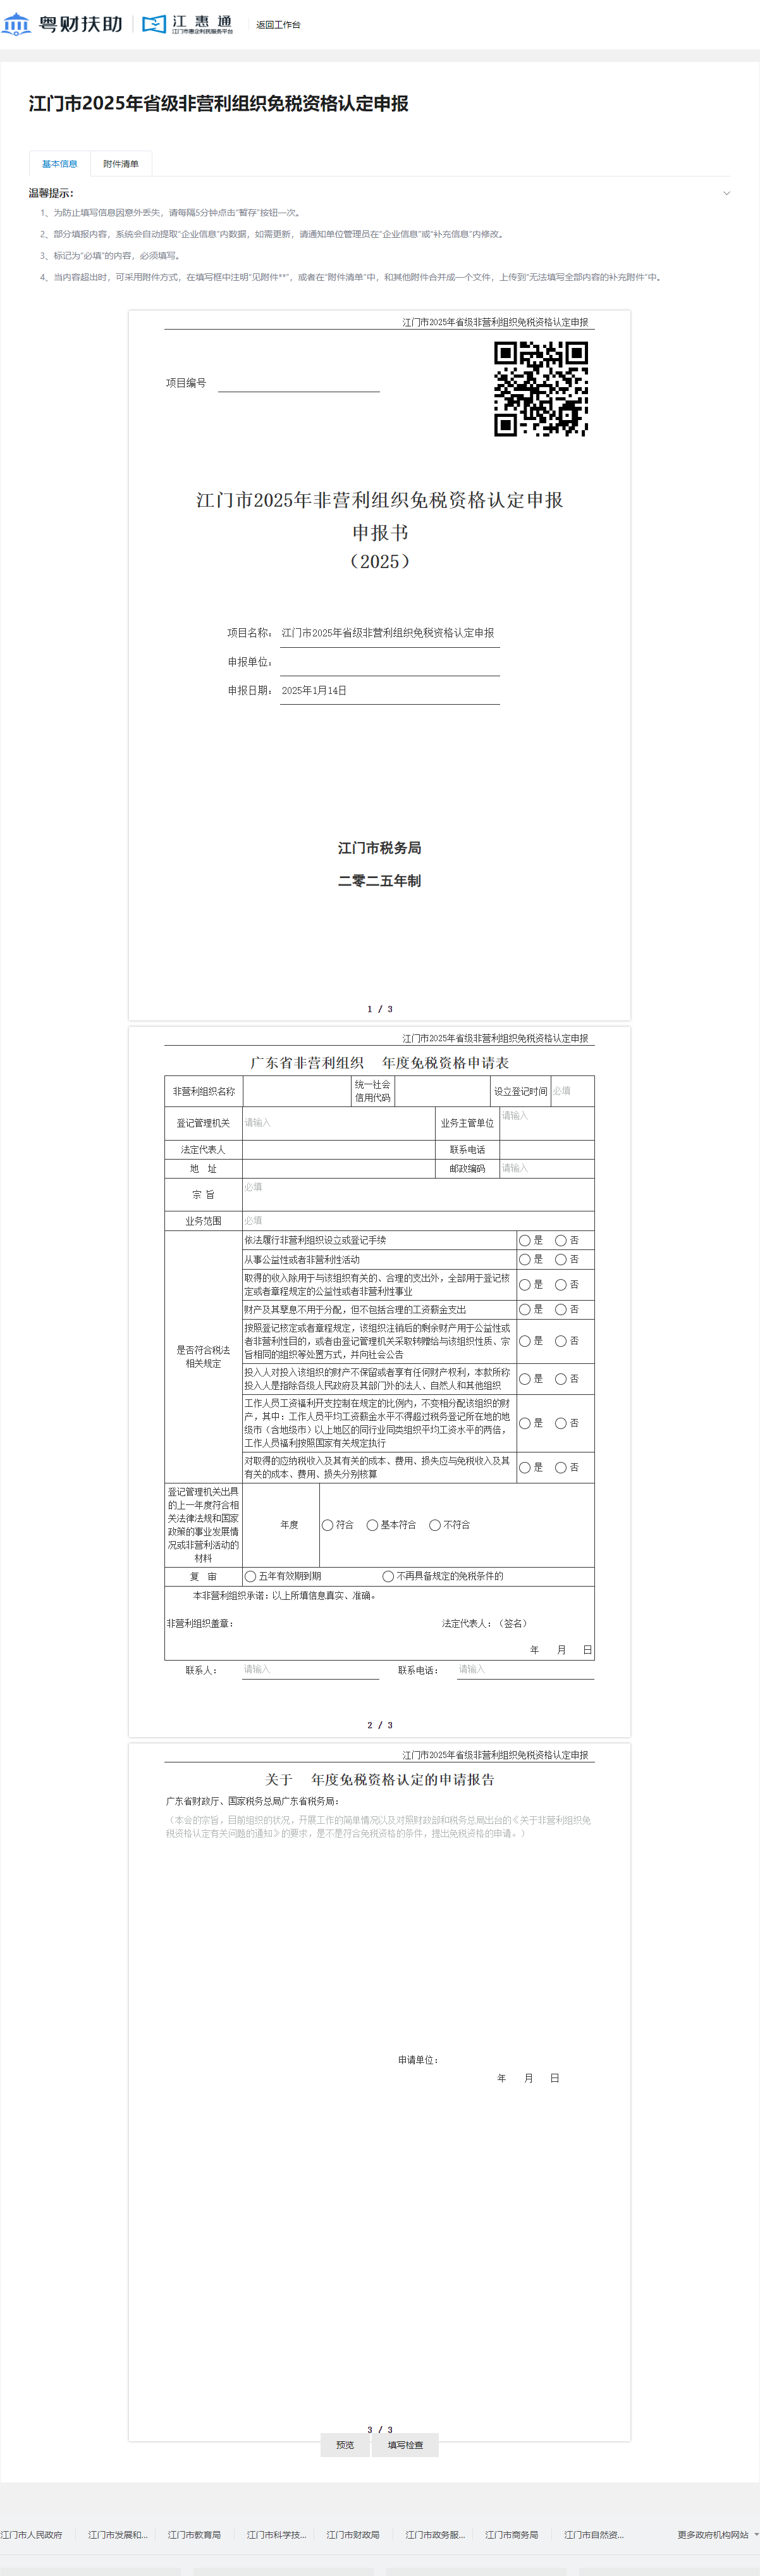 粤财扶助
江惠通
江门市惠企利民服务平台
返回工作台
江门市2025年省级非营利组织免税资格认定申报
基本信息
附件清单
温馨提示:
1、为防止填写信息因意外丢失，请每隔5分钟点击"暂存"按钮一次。
2、部分填报内容，系统会自动提取"企业信息"内数据，如需更新，请通知单位管理员在"企业信息"或"补充信息"内修改。
3、标记为"必填"的内容，必须填写。
4、当内容超出时，可采用附件方式，在填写框中注明"见附件**"，或者在"附件清单"中，和其他附件合并成一个文件，上传到"无法填写全部内容的补充附件"中。
江门市2025年省级非营利组织免税资格认定申报
项目编号
江门市2025年非营利组织免税资格认定申报
申报书
（2025）
项目名称： 江门市2025年省级非营利组织免税资格认定申报
申报单位：
申报日期： 2025年1月14日
江门市税务局
二零二五年制
1 / 3
江门市2025年省级非营利组织免税资格认定申报
广东省非营利组织 年度免税资格申请表
非营利组织名称
统一社会
信用代码
设立登记时间 必填
登记管理机关 请输入 业务主管单位 请输入
法定代表人 联系电话
地 址 邮政编码 请输入
宗 旨 必填
业务范围 必填
是否符合税法
相关规定
依法履行非营利组织设立或登记手续 是 否
从事公益性或者非营利性活动 是 否
取得的收入除用于与该组织有关的、合理的支出外，全部用于登记核
定或者章程规定的公益性或者非营利性事业 是 否
财产及其孳息不用于分配，但不包括合理的工资薪金支出 是 否
按照登记核定或者章程规定，该组织注销后的剩余财产用于公益性或
者非营利性目的，或者由登记管理机关采取转赠给与该组织性质、宗
旨相同的组织等处置方式，并向社会公告 是 否
投入人对投入该组织的财产不保留或者享有任何财产权利，本款所称
投入人是指除各级人民政府及其部门外的法人、自然人和其他组织 是 否
工作人员工资福利开支控制在规定的比例内，不变相分配该组织的财
产，其中：工作人员平均工资薪金水平不得超过税务登记所在地的地
级市（含地级市）以上地区的同行业同类组织平均工资水平的两倍，
工作人员福利按照国家有关规定执行 是 否
对取得的应纳税收入及其有关的成本、费用、损失应与免税收入及其
有关的成本、费用、损失分别核算 是 否
登记管理机关出具
的上一年度符合相
关法律法规和国家
政策的事业发展情
况或非营利活动的
材料
年度 符合 基本符合 不符合
复 审 五年有效期到期 不再具备规定的免税条件的
本非营利组织承诺：以上所填信息真实、准确。
非营利组织盖章： 法定代表人：（签名）
年 月 日
联系人： 请输入 联系电话： 请输入
2 / 3
江门市2025年省级非营利组织免税资格认定申报
关于 年度免税资格认定的申请报告
广东省财政厅、国家税务总局广东省税务局：
（本会的宗旨，目前组织的状况，开展工作的简单情况以及对照财政部和税务总局出台的《关于非营利组织免
税资格认定有关问题的通知》的要求，是不是符合免税资格的条件，提出免税资格的申请。）
申请单位：
年 月 日
3 / 3
预览
填写检查
江门市人民政府
江门市发展和...
江门市教育局
江门市科学技...
江门市财政局
江门市政务服...
江门市商务局
江门市自然资...
更多政府机构网站